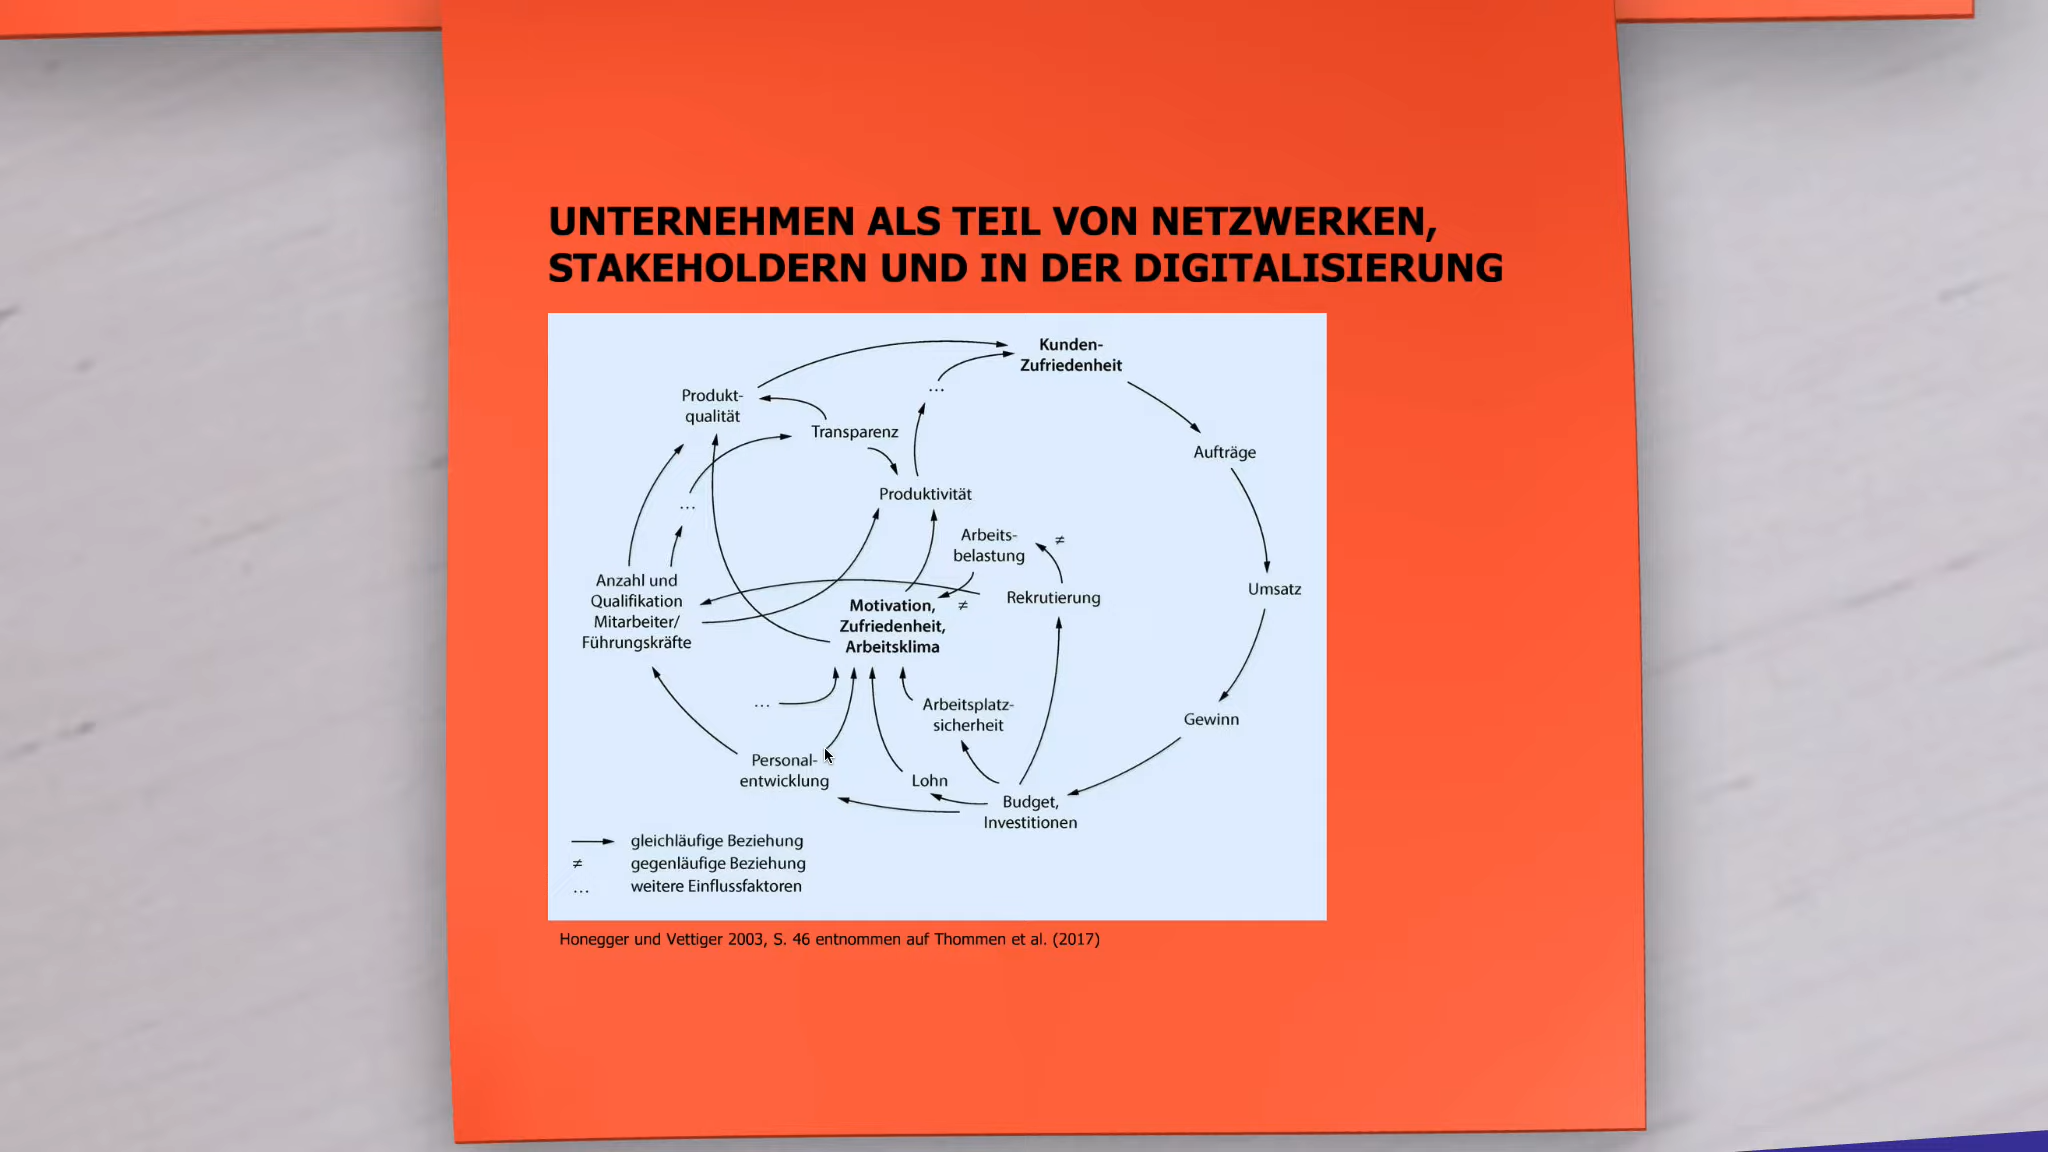 UNTERNEHMEN ALS TEIL VON NETZWERKEN,
STAKEHOLDERN UND IN DER DIGITALISIERUNG
Kunden-
Zufriedenheit
...
Produkt-
qualität
Transparenz
Aufträge
Produktivität
...
Arbeits-
belastung
≠
Anzahl und
Qualifikation
Mitarbeiter/
Führungskräfte
Umsatz
Rekrutierung
≠
Motivation,
Zufriedenheit,
Arbeitsklima
...
Arbeitsplatz-
sicherheit
Gewinn
Personal-
entwicklung
Lohn
Budget,
Investitionen
gleichläufige Beziehung
≠ gegenläufige Beziehung
... weitere Einflussfaktoren
Honegger und Vettiger 2003, S. 46 entnommen auf Thommen et al. (2017)